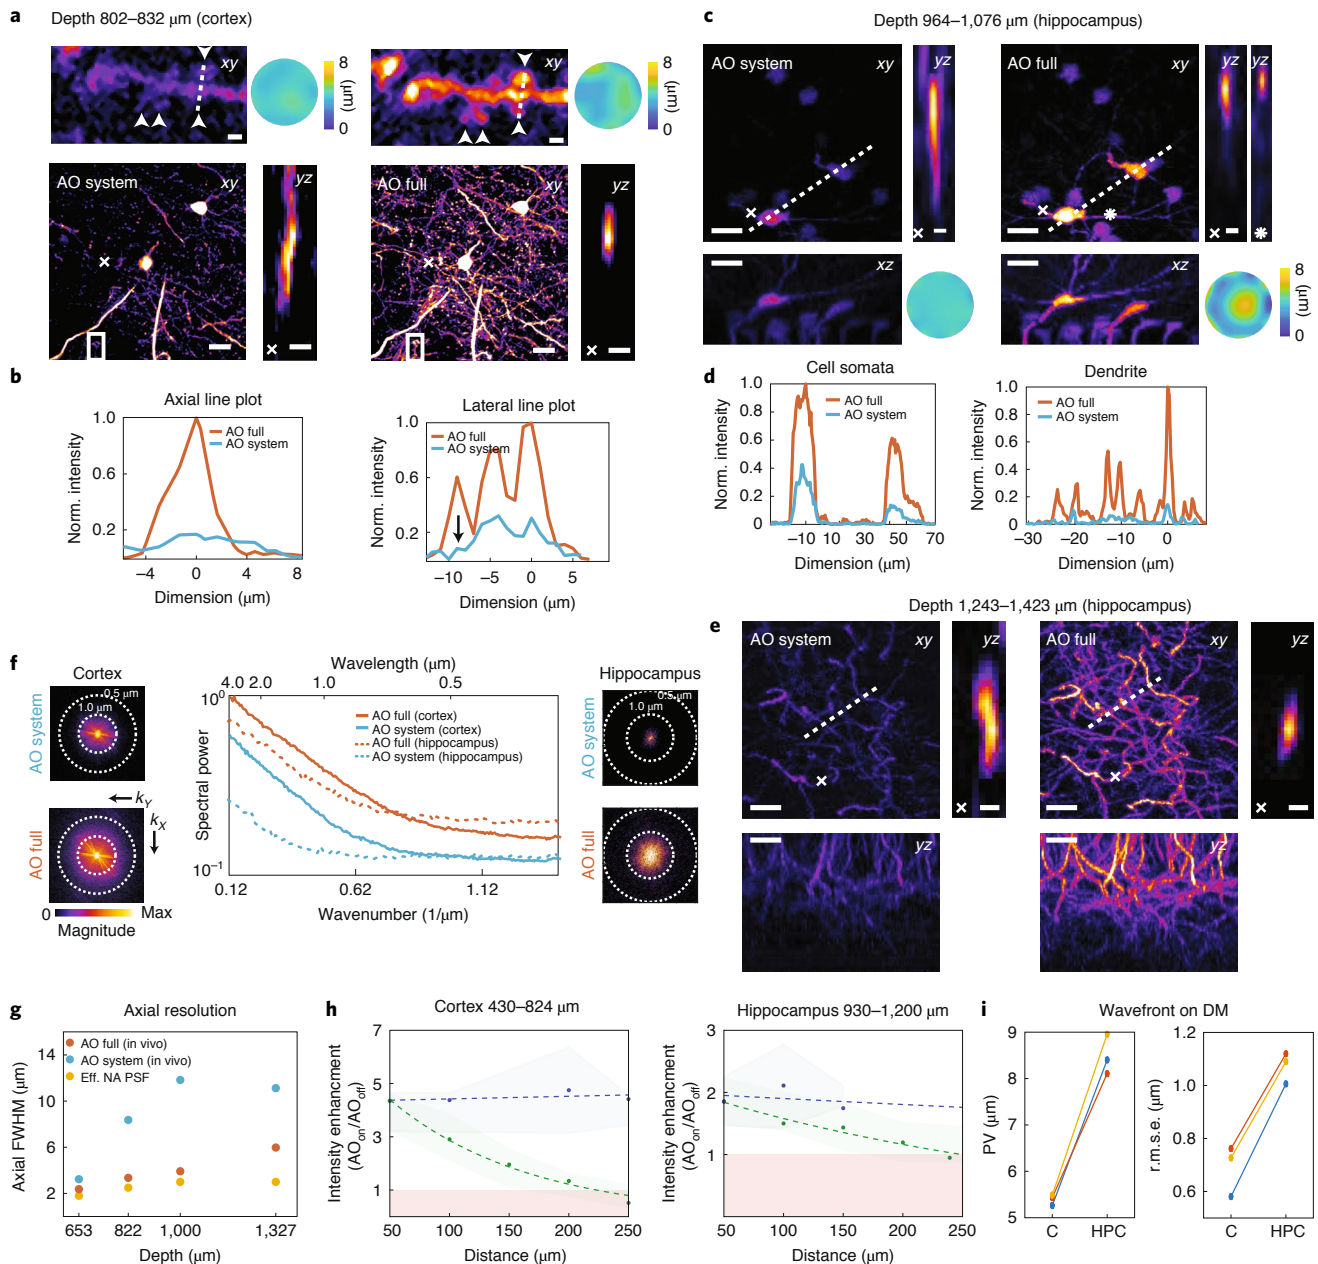 a
Depth 802–832 μm (cortex)
xy
8
(μm)
0
xy
8
(μm)
0
AO system
xy
yz
AO full
xy
yz
b
Axial line plot
Norm. intensity
1.0
0.6
0.2
AO full
AO system
−4
0
4
8
Dimension (μm)
Lateral line plot
Norm. intensity
1.0
0.6
0.2
AO full
AO system
−10
−5
0
5
Dimension (μm)
c
Depth 964–1,076 μm (hippocampus)
AO system
xy
yz
AO full
xy
yz
yz
xz
xz
8
(μm)
0
d
Cell somata
Norm. intensity
1.0
0.8
0.6
0.4
0.2
0
AO full
AO system
−10
10
30
50
70
Dimension (μm)
Dendrite
Norm. intensity
1.0
0.8
0.6
0.4
0.2
0
AO full
AO system
−30
−20
−10
0
Dimension (μm)
Depth 1,243–1,423 μm (hippocampus)
e
AO system
xy
yz
AO full
xy
yz
yz
yz
f
Cortex
AO system
0.5 μm
1.0 μm
AO full
kY
kX
0
Max
Magnitude
Wavelength (μm)
4.0
2.0
1.0
0.5
Spectral power
10⁰
10⁻¹
AO full (cortex)
AO system (cortex)
AO full (hippocampus)
AO system (hippocampus)
0.12
0.62
1.12
Wavenumber (1/μm)
Hippocampus
AO system
0.5 μm
1.0 μm
AO full
g
Axial resolution
Axial FWHM (μm)
14
10
6
2
AO full (in vivo)
AO system (in vivo)
Eff. NA PSF
653
822
1,000
1,327
Depth (μm)
h
Cortex 430–824 μm
Intensity enhancment
(AOon/AOoff)
7
5
3
1
50
100
150
200
250
Distance (μm)
Hippocampus 930–1,200 μm
Intensity enhancement
(AOon/AOoff)
3
2
1
50
100
150
200
250
Distance (μm)
i
Wavefront on DM
PV (μm)
9
8
6
5
C
HPC
r.m.s.e. (μm)
1.2
1.0
0.8
0.6
C
HPC